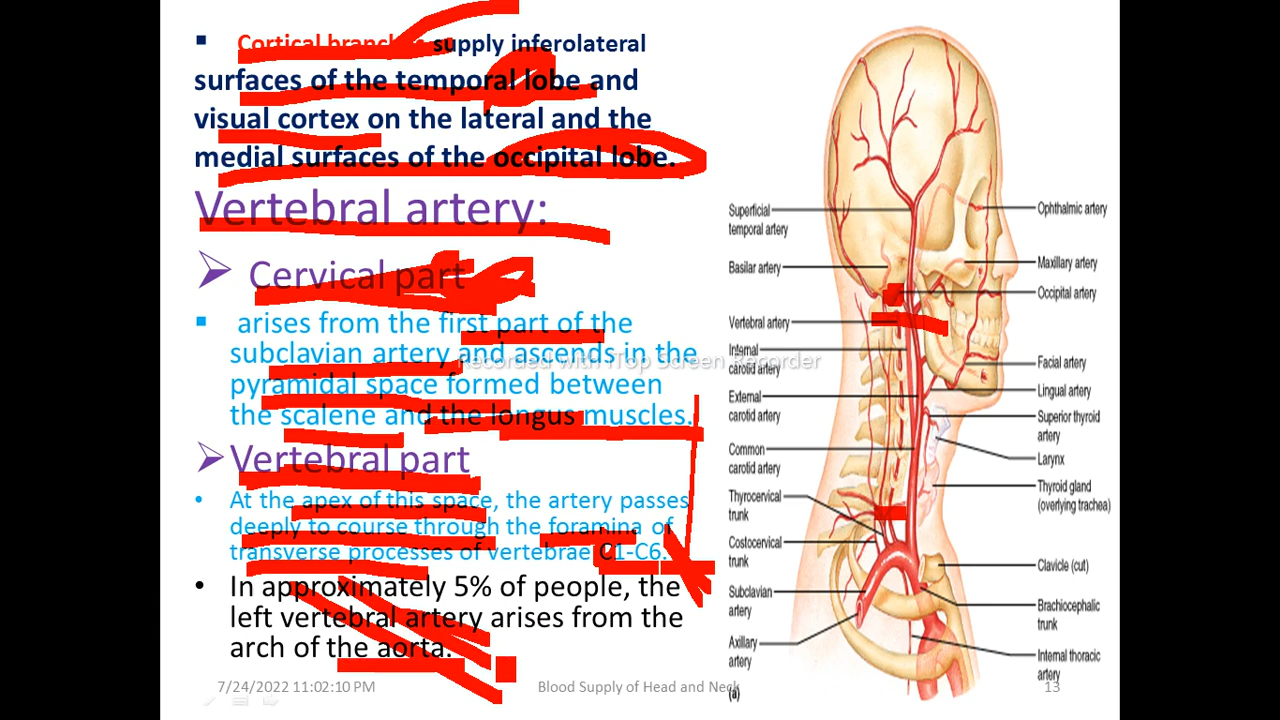 ▪ Cortical branches supply inferolateral
surfaces of the temporal lobe and
visual cortex on the lateral and the
medial surfaces of the occipital lobe.
Vertebral artery:
➢ Cervical part
▪ arises from the first part of the
subclavian artery and ascends in the
pyramidal space formed between
the scalene and the longus muscles.
➢ Vertebral part
• At the apex of this space, the artery passes
deeply to course through the foramina of
transverse processes of vertebrae C1-C6.
• In approximately 5% of people, the
left vertebral artery arises from the
arch of the aorta.
Recorded with iTop Screen Recorder
Superficial
temporal artery
Basilar artery
Vertebral artery
Internal
carotid artery
External
carotid artery
Common
carotid artery
Thyrocervical
trunk
Costocervical
trunk
Subclavian
artery
Axillary
artery
Ophthalmic artery
Maxillary artery
Occipital artery
Facial artery
Lingual artery
Superior thyroid
artery
Larynx
Thyroid gland
(overlying trachea)
Clavicle (cut)
Brachiocephalic
trunk
Internal thoracic
artery
(a)
7/24/2022 11:02:10 PM
Blood Supply of Head and Neck
13